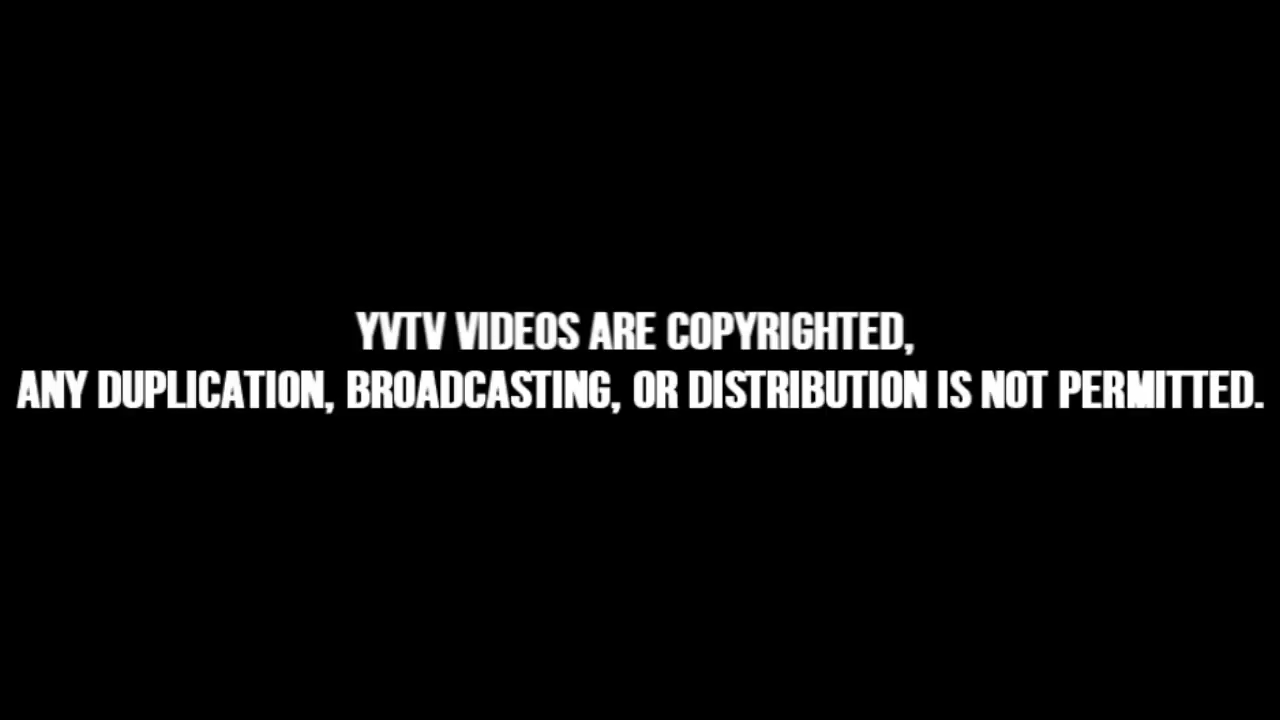 YVTV VIDEOS ARE COPYRIGHTED,
ANY DUPLICATION, BROADCASTING, OR DISTRIBUTION IS NOT PERMITTED.